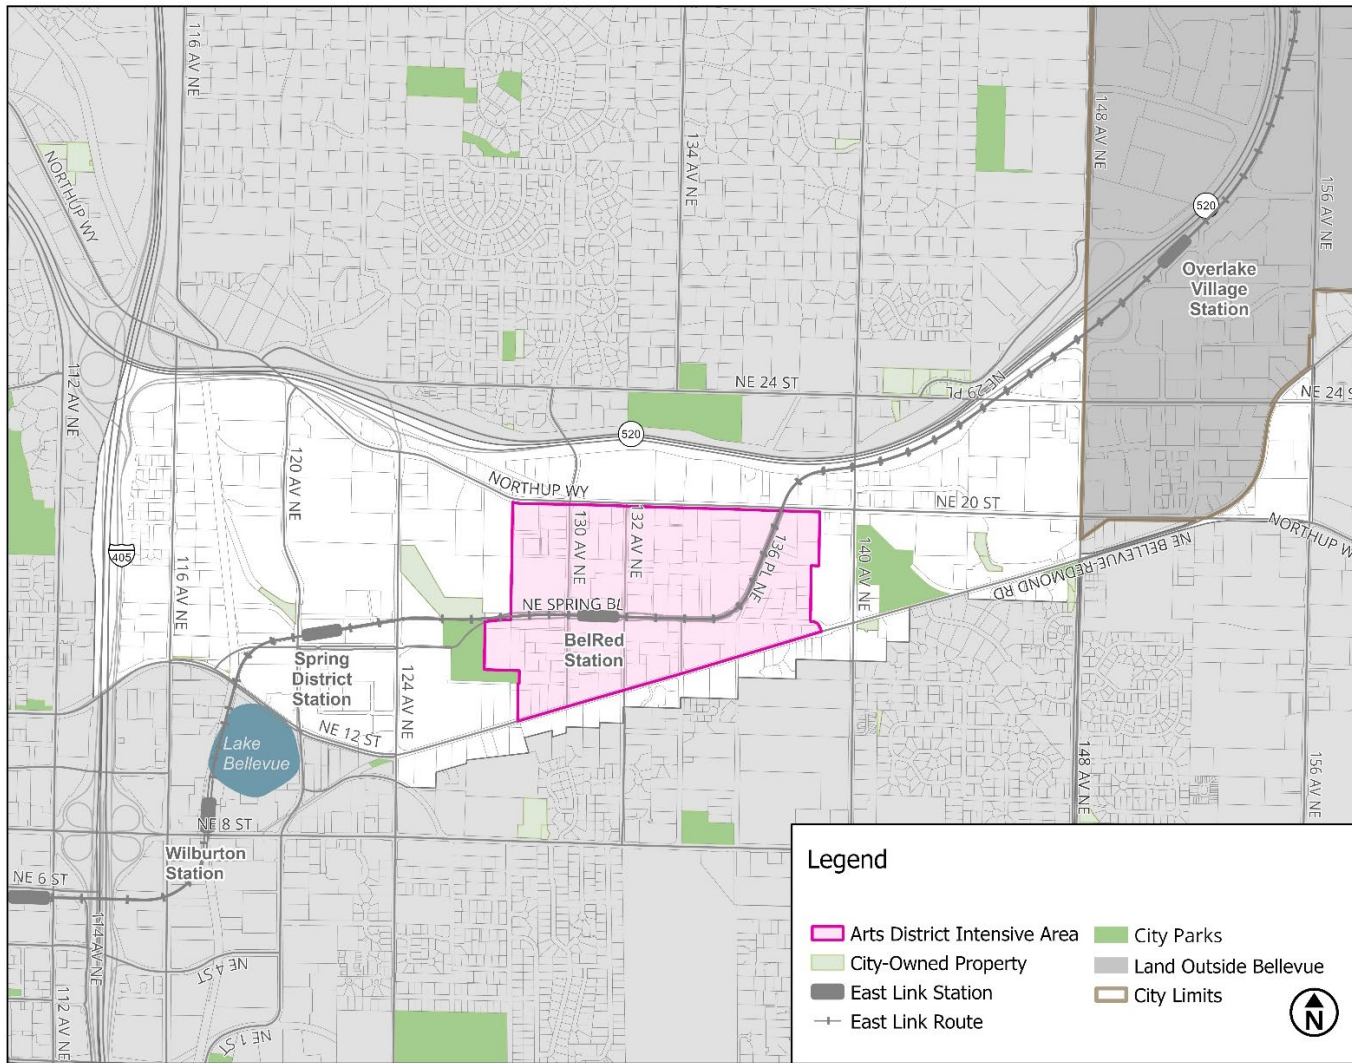 116 AV NE
NORTHUP WY
134 AV NE
148 AV NE
156 AV NE
520
Overlake
Village
Station
112 AV NE
NE 24 ST
NE 29 PL
NE 24 S
520
120 AV NE
NORTHUP WY
NE 20 ST
130 AV NE
132 AV NE
136 PL NE
140 AV NE
NE BELLEVUE-REDMOND RD
NORTHUP W
405
116 AV NE
NE SPRING BL
BelRed
Station
Spring
District
Station
124 AV NE
NE 12 ST
Lake
Bellevue
148 AV NE
156 AV NE
NE 8 ST
Wilburton
Station
NE 6 ST
114 AV NE
NE 4 ST
112 AV NE
NE 1 ST
Legend
Arts District Intensive Area
City-Owned Property
East Link Station
East Link Route
City Parks
Land Outside Bellevue
City Limits
N